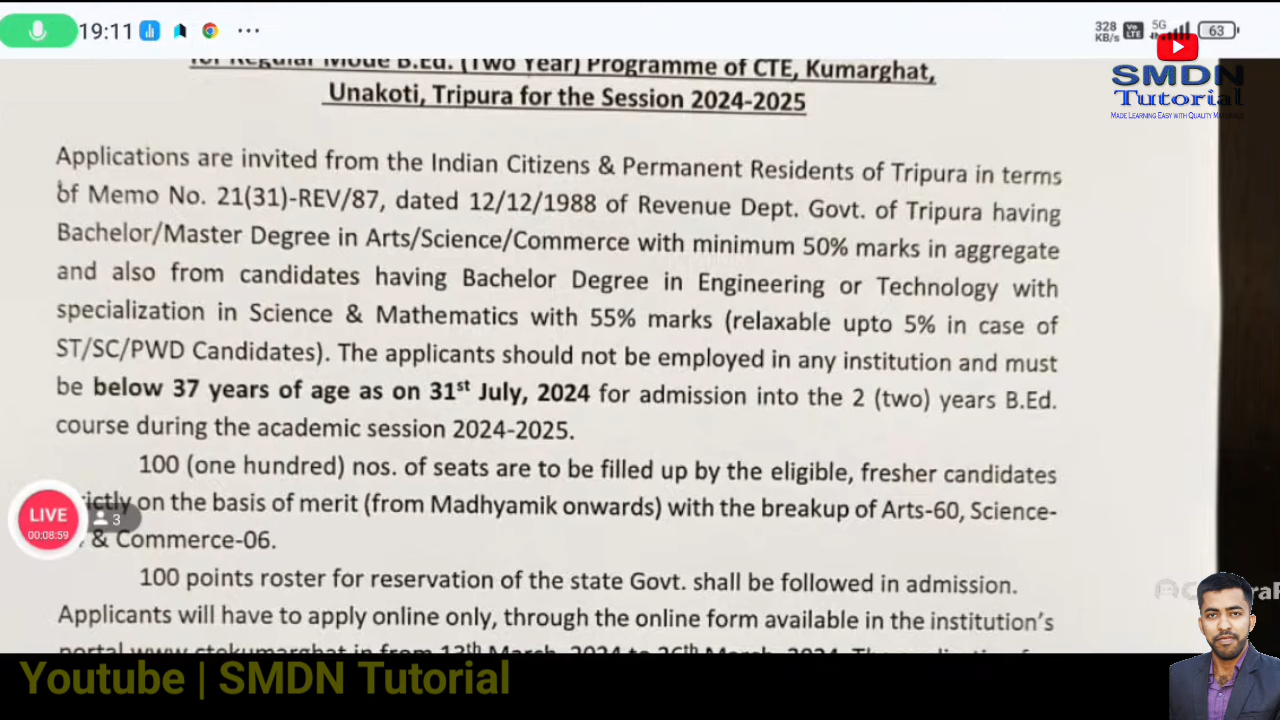 19:11
328 KB/s
Vo LTE
5G
63
SMDN
Tutorial
MADE LEARNING EASY WITH QUALITY MATERIALS
for Regular Mode B.Ed. (Two Year) Programme of CTE, Kumarghat,
Unakoti, Tripura for the Session 2024-2025
Applications are invited from the Indian Citizens & Permanent Residents of Tripura in terms
of Memo No. 21(31)-REV/87, dated 12/12/1988 of Revenue Dept. Govt. of Tripura having
Bachelor/Master Degree in Arts/Science/Commerce with minimum 50% marks in aggregate
and also from candidates having Bachelor Degree in Engineering or Technology with
specialization in Science & Mathematics with 55% marks (relaxable upto 5% in case of
ST/SC/PWD Candidates). The applicants should not be employed in any institution and must
be below 37 years of age as on 31st July, 2024 for admission into the 2 (two) years B.Ed.
course during the academic session 2024-2025.
100 (one hundred) nos. of seats are to be filled up by the eligible, fresher candidates
on the basis of merit (from Madhyamik onwards) with the breakup of Arts-60, Science-
& Commerce-06.
LIVE
00:08:59
3
100 points roster for reservation of the state Govt. shall be followed in admission.
Applicants will have to apply online only, through the online form available in the institution's
Youtube | SMDN Tutorial